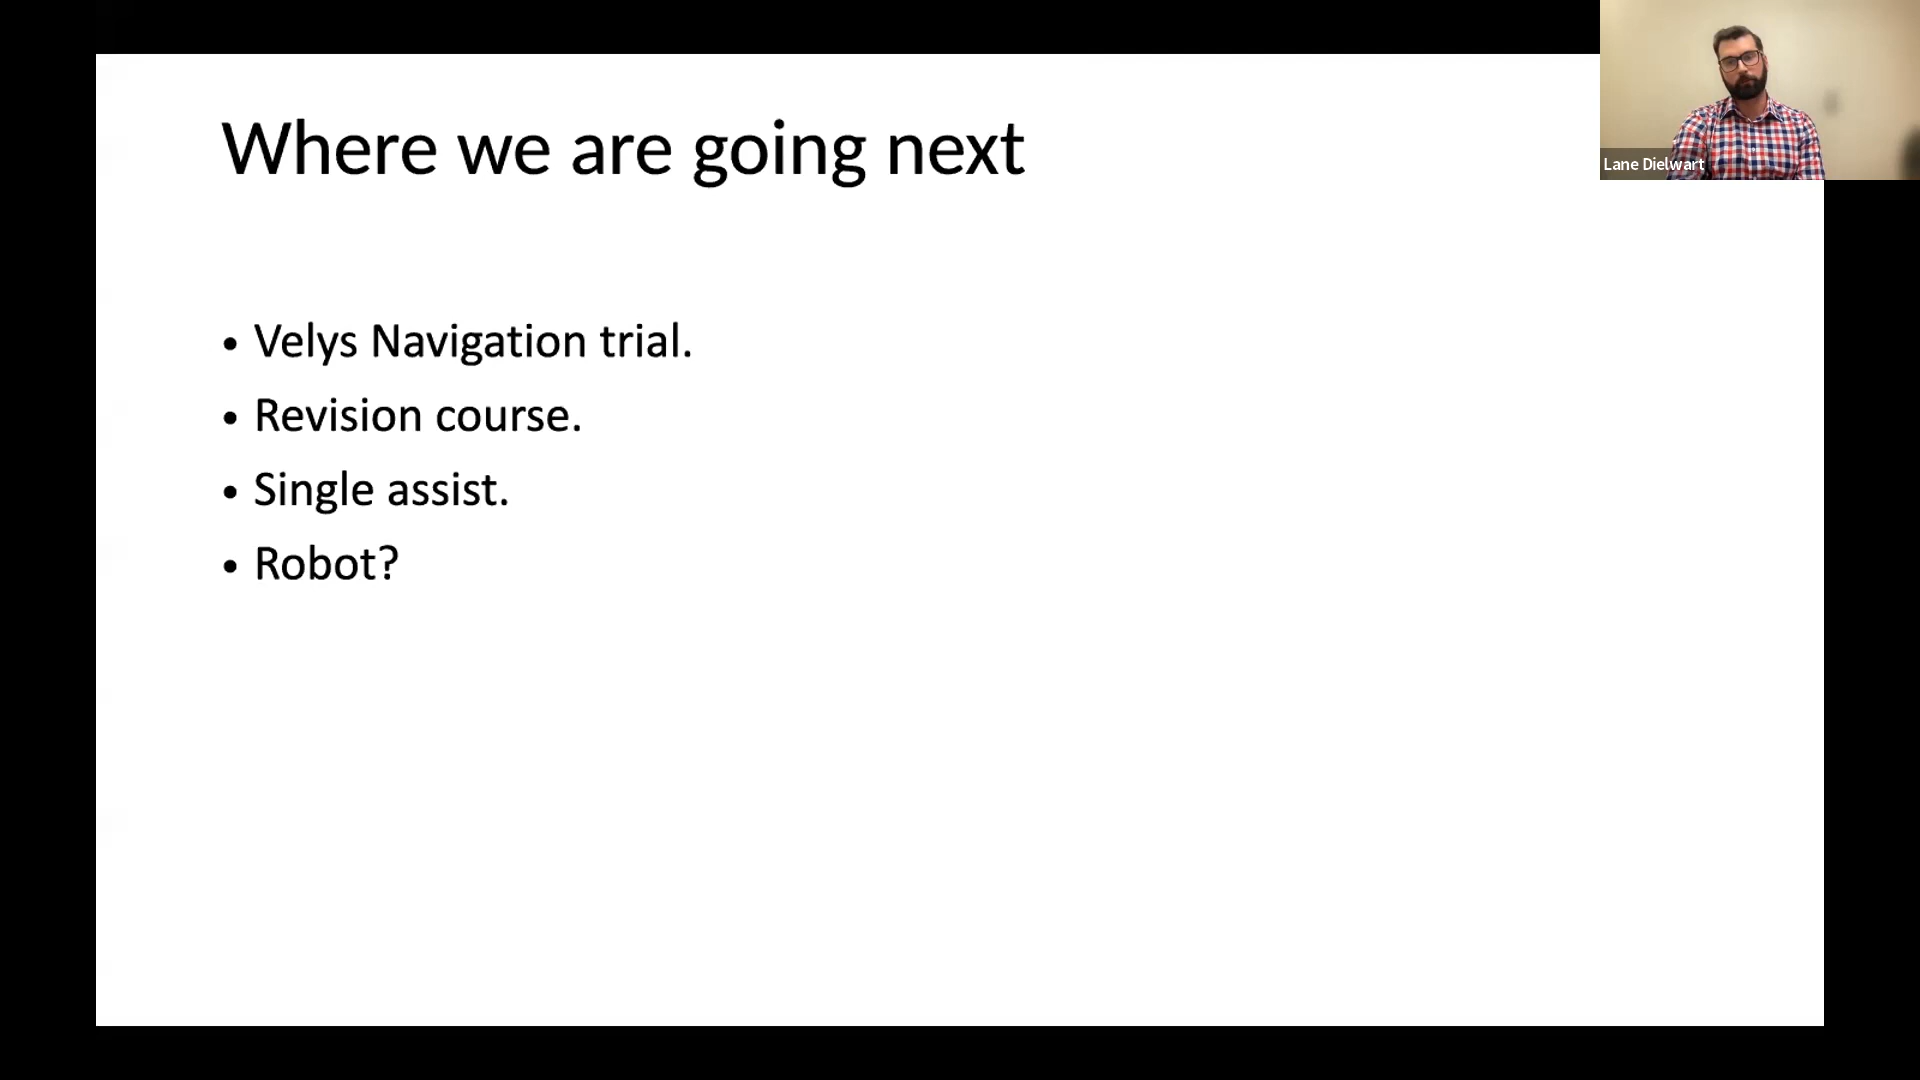 Where we are going next
Lane Dielwart
• Velys Navigation trial.
• Revision course.
• Single assist.
• Robot?